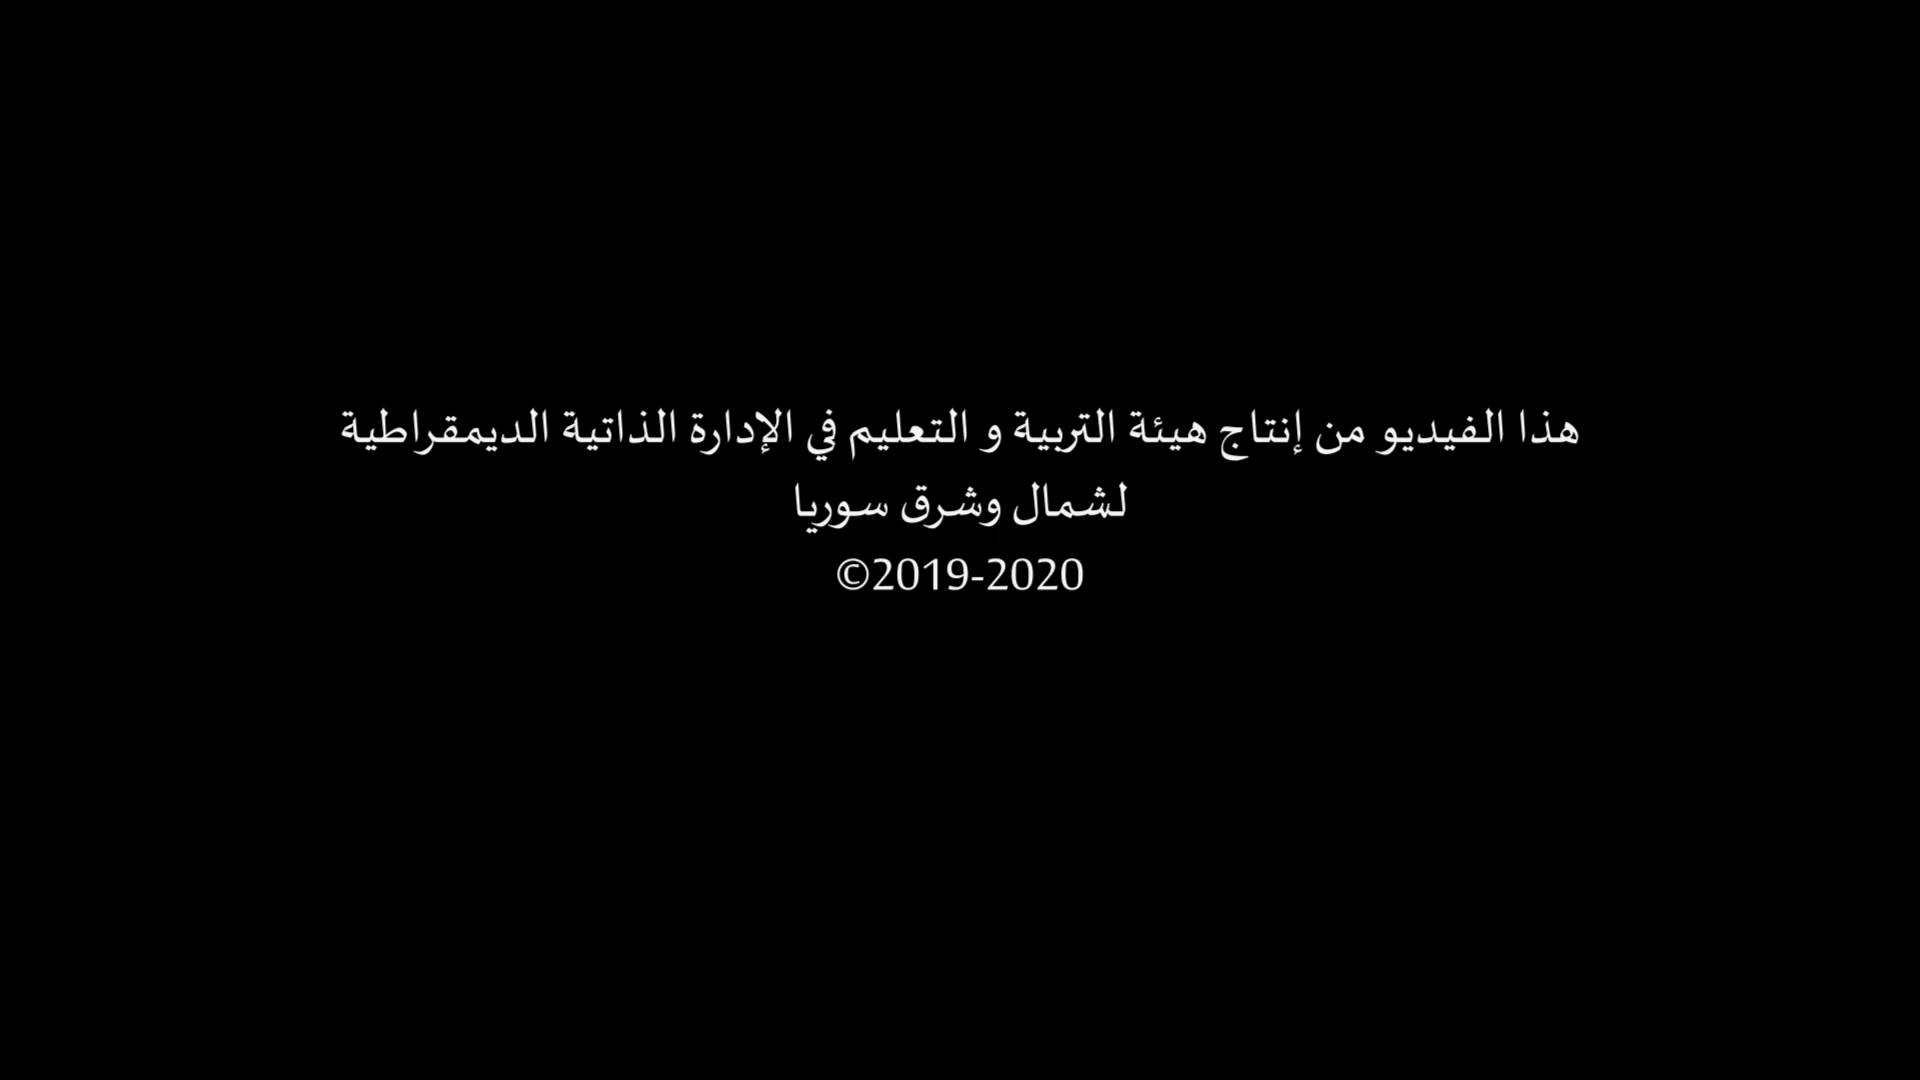 هذا الفيديو من إنتاج هيئة التربية و التعليم في الإدارة الذاتية الديمقراطية
لشمال وشرق سوريا
©2019-2020